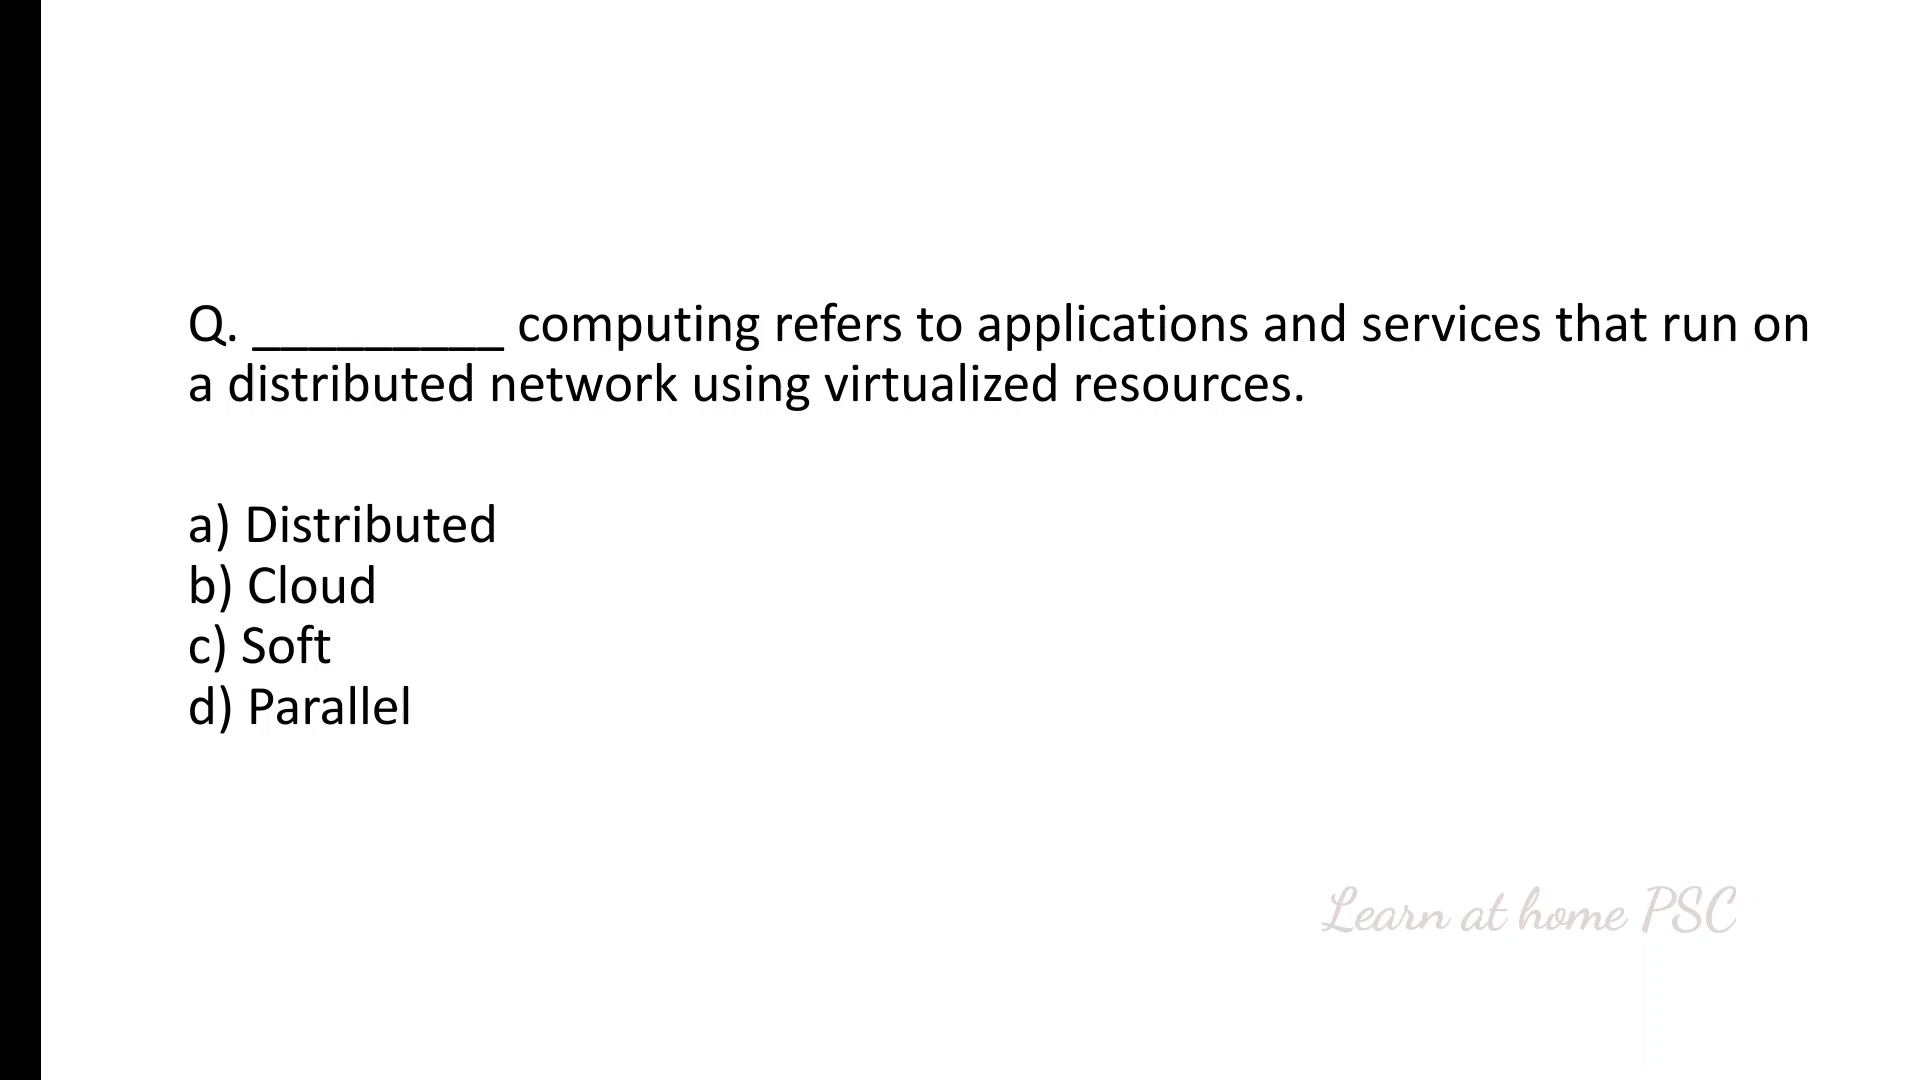 Q. _________ computing refers to applications and services that run on
a distributed network using virtualized resources.
a) Distributed
b) Cloud
c) Soft
d) Parallel
Learn at home PSC